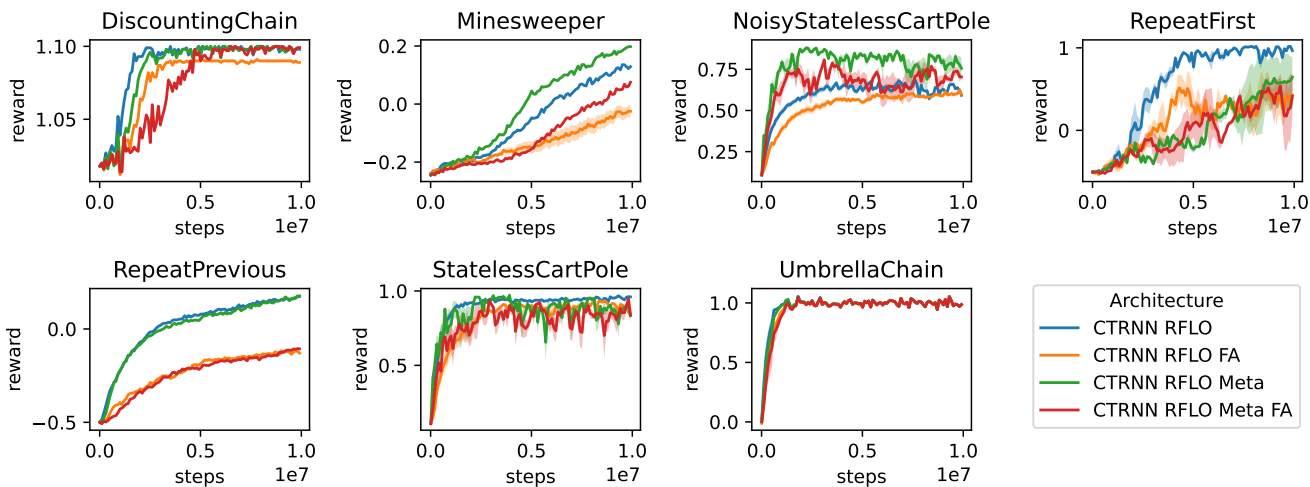 DiscountingChain
1.10
1.05
reward
0.0 0.5 1.0
steps 1e7
Minesweeper
0.2
0.0
−0.2
reward
0.0 0.5 1.0
steps 1e7
NoisyStatelessCartPole
0.75
0.50
0.25
reward
0.0 0.5 1.0
steps 1e7
RepeatFirst
1
0
reward
0.0 0.5 1.0
steps 1e7
RepeatPrevious
0.0
−0.5
reward
0.0 0.5 1.0
steps 1e7
StatelessCartPole
1.0
0.5
reward
0.0 0.5 1.0
steps 1e7
UmbrellaChain
1.0
0.5
0.0
reward
0.0 0.5 1.0
steps 1e7
Architecture
CTRNN RFLO
CTRNN RFLO FA
CTRNN RFLO Meta
CTRNN RFLO Meta FA